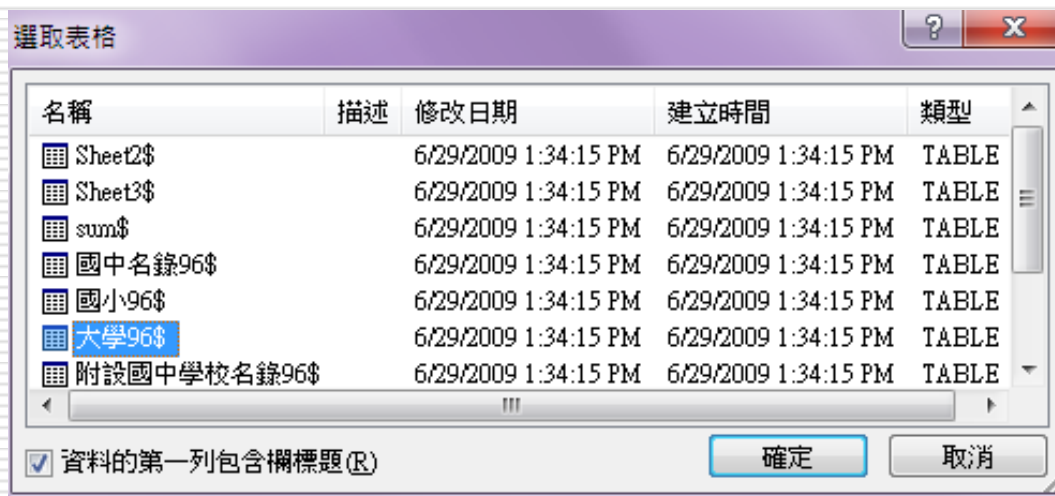 選取表格
名稱 描述 修改日期 建立時間 類型
Sheet2$ 6/29/2009 1:34:15 PM 6/29/2009 1:34:15 PM TABLE
Sheet3$ 6/29/2009 1:34:15 PM 6/29/2009 1:34:15 PM TABLE
sum$ 6/29/2009 1:34:15 PM 6/29/2009 1:34:15 PM TABLE
國中名錄96$ 6/29/2009 1:34:15 PM 6/29/2009 1:34:15 PM TABLE
國小96$ 6/29/2009 1:34:15 PM 6/29/2009 1:34:15 PM TABLE
大學96$ 6/29/2009 1:34:15 PM 6/29/2009 1:34:15 PM TABLE
附設國中學校名錄96$ 6/29/2009 1:34:15 PM 6/29/2009 1:34:15 PM TABLE
資料的第一列包含欄標題(R) 確定 取消